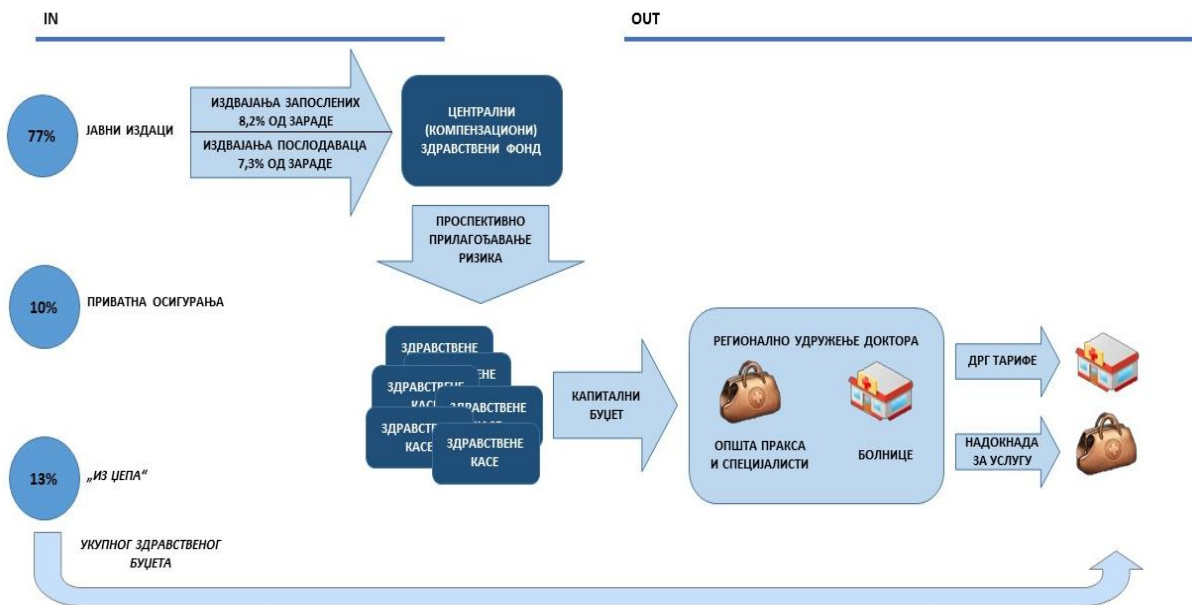 IN
OUT
77%
ЈАВНИ ИЗДАЦИ
ИЗДВАЈАЊА ЗАПОСЛЕНИХ
8,2% ОД ЗАРАДЕ
ИЗДВАЈАЊА ПОСЛОДАВАЦА
7,3% ОД ЗАРАДЕ
ЦЕНТРАЛНИ
(КОМПЕНЗАЦИОНИ)
ЗДРАВСТВЕНИ ФОНД
ПРОСПЕКТИВНО
ПРИЛАГОЂАВАЊЕ
РИЗИКА
10%
ПРИВАТНА ОСИГУРАЊА
ЗДРАВСТВЕНЕ
ЗДРАВСТВЕНЕ
КАСЕ
ЗДРАВСТВЕНЕ
ЗДРАВСТВЕНЕ
КАСЕ
КАПИТАЛНИ
БУЏЕТ
РЕГИОНАЛНО УДРУЖЕЊЕ ДОКТОРА
ОПШТА ПРАКСА
И СПЕЦИЈАЛИСТИ
БОЛНИЦЕ
ДРГ ТАРИФЕ
НАДОКНАДА
ЗА УСЛУГУ
13%
„ИЗ ЏЕПА“
УКУПНОГ ЗДРАВСТВЕНОГ
БУЏЕТА